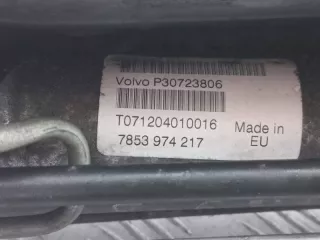 Volvo P30723806
T071204010016
Made in
7853 974 217
EU